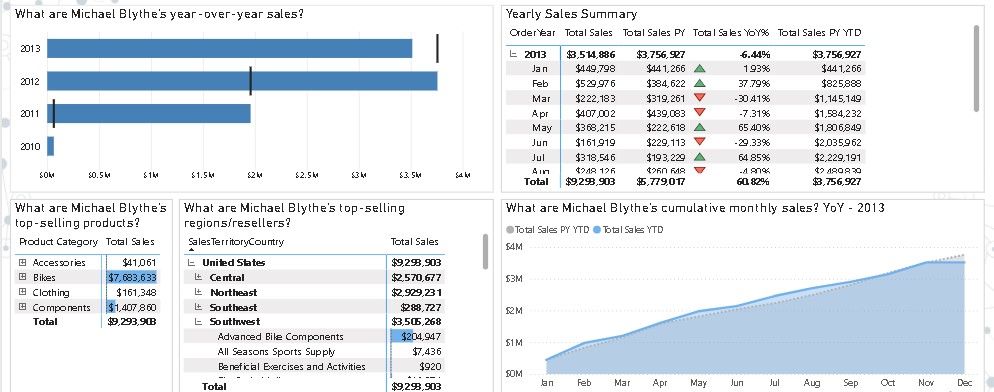 What are Michael Blythe's year-over-year sales?
2013
2012
2011
2010
$0M $0.5M $1M $1.5M $2M $2.5M $3M $3.5M $4M
Yearly Sales Summary
OrderYear Total Sales Total Sales PY Total Sales YoY% Total Sales PY YTD
2013 $3,514,886 $3,756,927 -6.44% $3,756,927
Jan $449,798 $441,266 1.93% $441,266
Feb $529,976 $384,622 37.79% $825,888
Mar $222,183 $319,261 -30.41% $1,145,149
Apr $407,002 $439,083 -7.31% $1,584,232
May $368,215 $222,618 65.40% $1,806,849
Jun $161,919 $229,113 -29.33% $2,035,962
Jul $318,546 $193,229 64.85% $2,229,191
Aug $248,126 $260,648 -4.80% $2,489,839
Total $9,293,903 $5,779,017 60.82% $3,756,927
What are Michael Blythe's
top-selling products?
Product Category Total Sales
Accessories $41,061
Bikes $7,683,633
Clothing $161,348
Components $1,407,860
Total $9,293,903
What are Michael Blythe's top-selling
regions/resellers?
SalesTerritoryCountry Total Sales
United States $9,293,903
Central $2,570,677
Northeast $2,929,231
Southeast $288,727
Southwest $3,505,268
Advanced Bike Components $204,947
All Seasons Sports Supply $7,436
Beneficial Exercises and Activities $920
Total $9,293,903
What are Michael Blythe's cumulative monthly sales? YoY - 2013
Total Sales PY YTD Total Sales YTD
$4M
$3M
$2M
$1M
$0M
Jan Feb Mar Apr May Jun Jul Aug Sep Oct Nov Dec